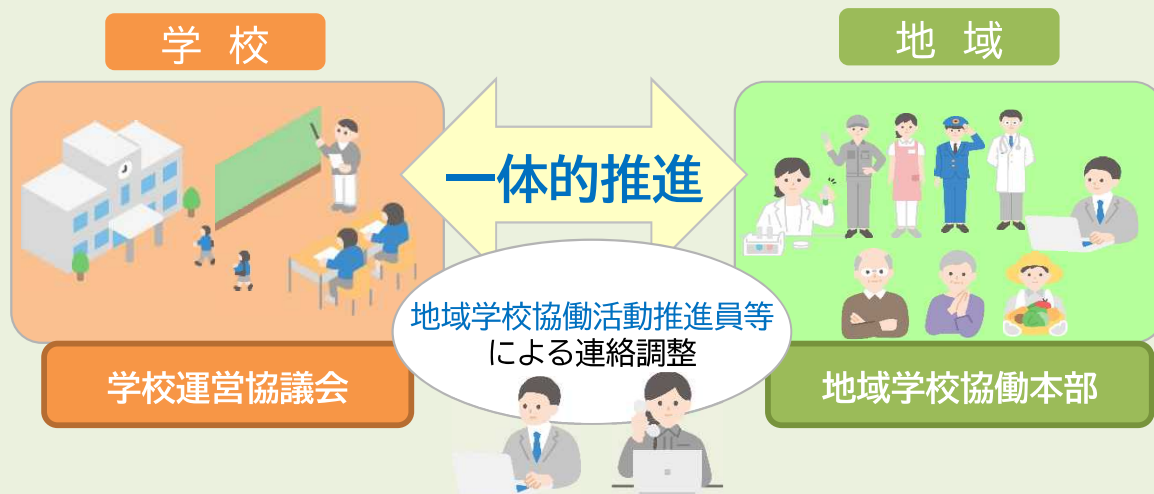 学校
地域
一体的推進
地域学校協働活動推進員等
による連絡調整
学校運営協議会
地域学校協働本部